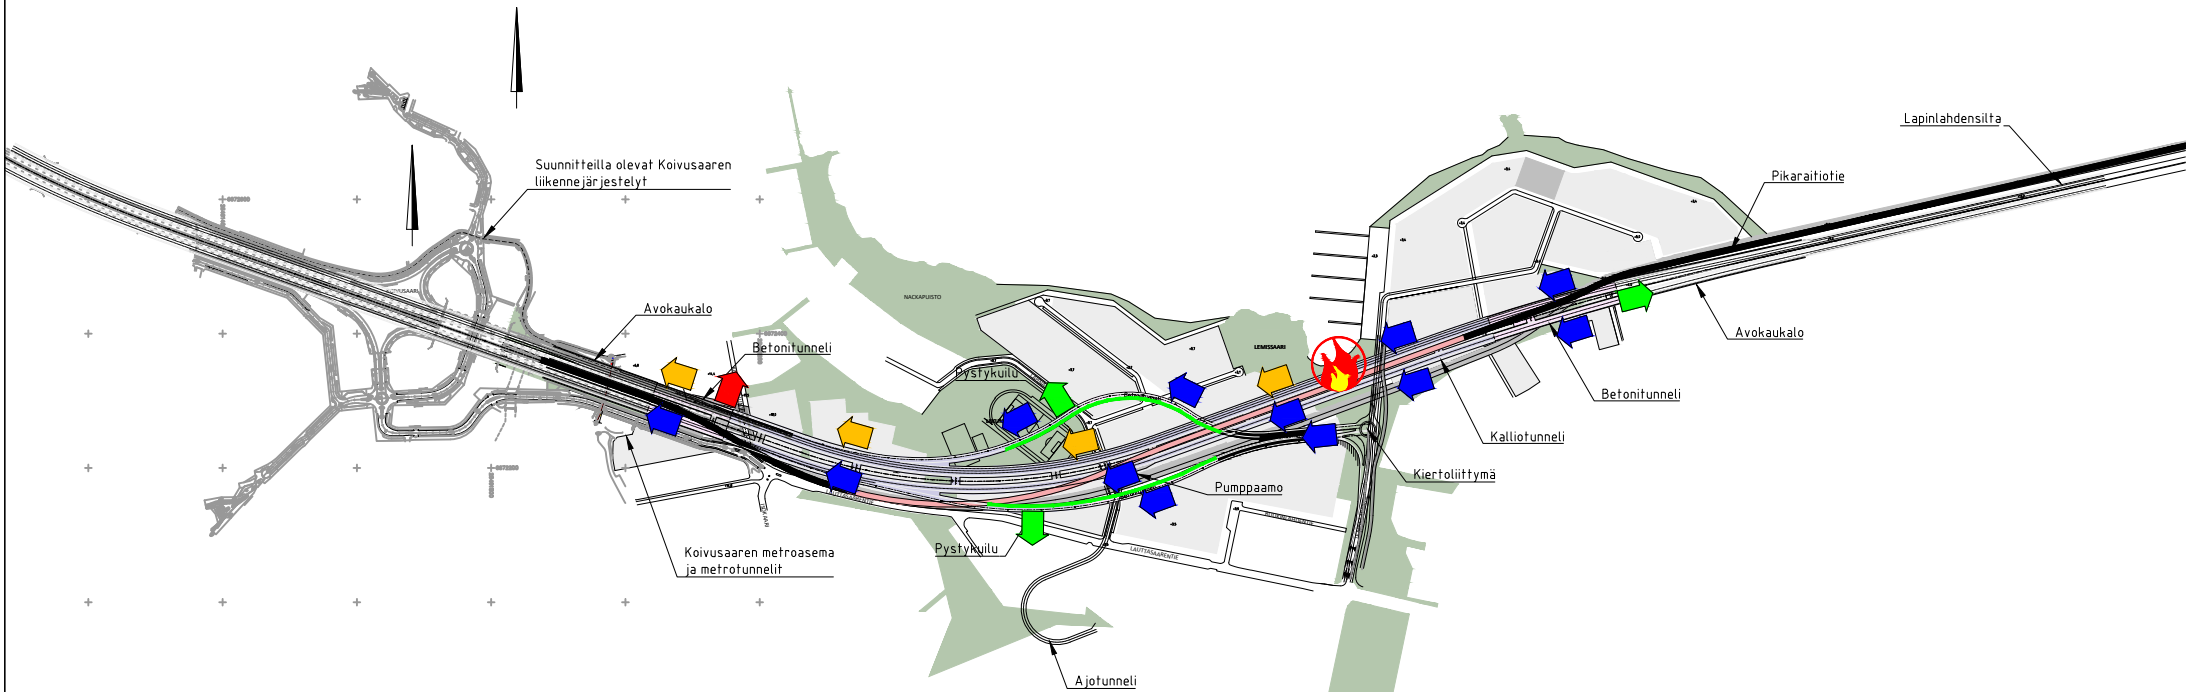 Lapinlahdensilta
Suunnitteilla olevat Koivusaaren
liikennejärjestelyt
Pikaraitiotie
NACKAPUISTO
Avokaukalo
Avokaukalo
Betonitunneli
LEMISSAARI
Pystykuilu
Betonitunneli
Kalliotunneli
Kiertoliittymä
Pumppaamo
Koivusaaren metroasema
ja metrotunnelit
Pystykuilu
LAUTTASAARENTIE
Ajotunneli